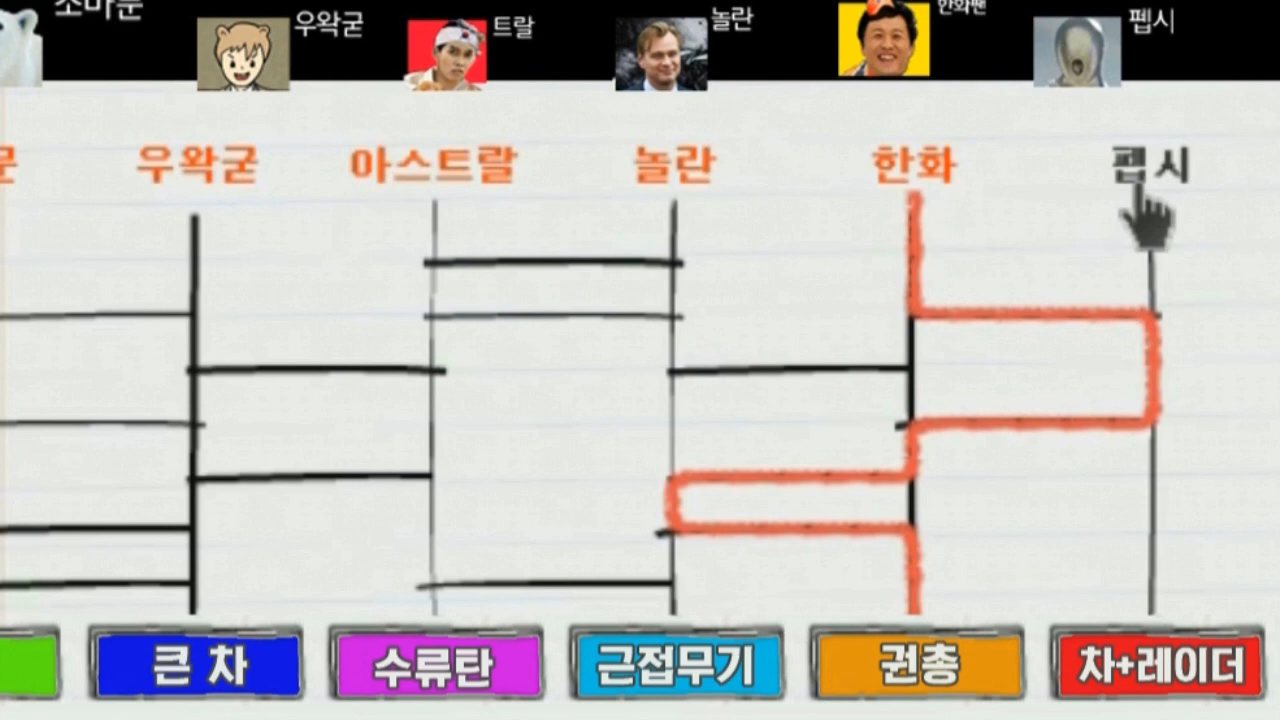 우왁굳
트랄
놀란
한화팬
펩시
우왁굳
아스트랄
놀란
한화
펩시
큰 차
수류탄
근접무기
권총
차+레이더